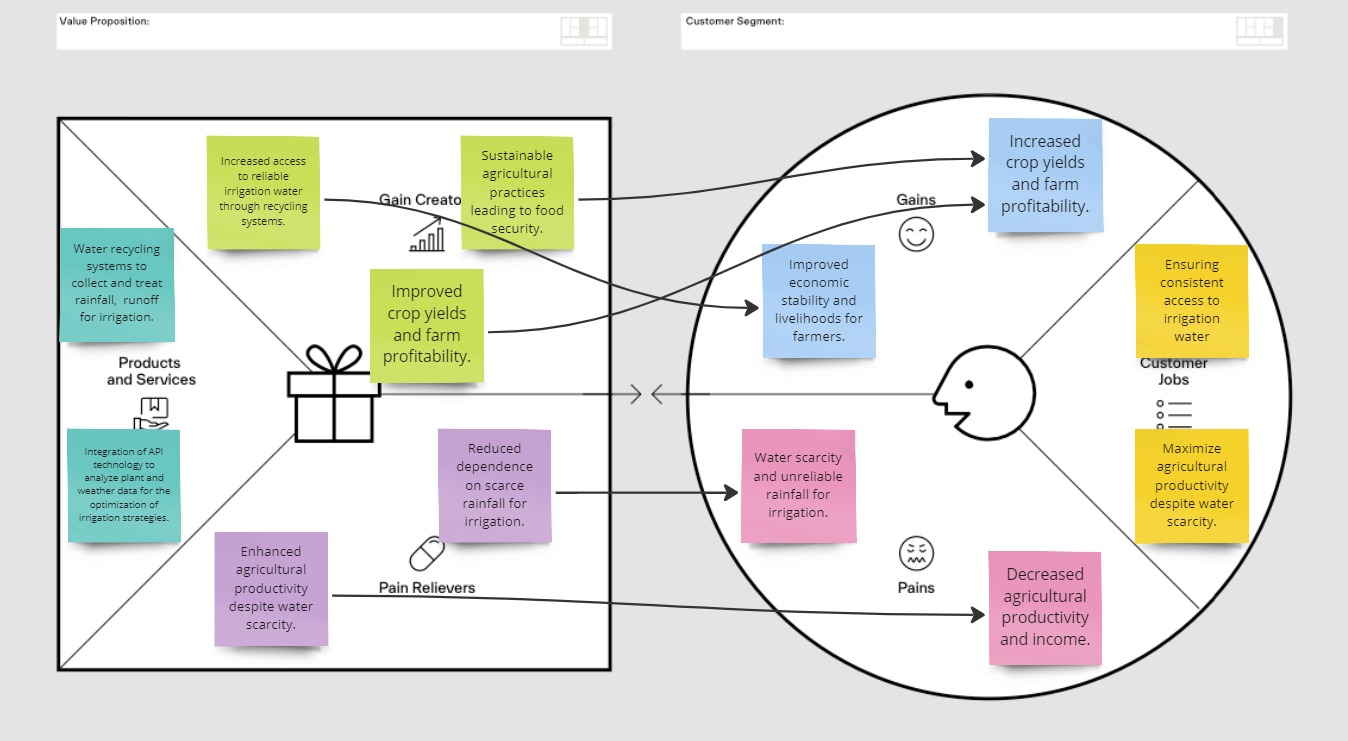 Value Proposition:
Customer Segment:
Increased access
to reliable
irrigation water
through recycling
systems.
Gain Creato
Sustainable
agricultural
practices
leading to food
security.
Water recycling
systems to
collect and treat
rainfall, runoff
for irrigation.
Improved
crop yields
and farm
profitability.
Products
and Services
Integration of API
technology to
analyze plant and
weather data for the
optimization of
irrigation strategies.
Reduced
dependence
on scarce
rainfall for
irrigation.
Enhanced
agricultural
productivity
despite water
scarcity.
Pain Relievers
Increased
crop yields
and farm
profitability.
Gains
Improved
economic
stability and
livelihoods for
farmers.
Ensuring
consistent
access to
irrigation
water
Customer
Jobs
Water scarcity
and unreliable
rainfall for
irrigation.
Maximize
agricultural
productivity
despite water
scarcity.
Pains
Decreased
agricultural
productivity
and income.